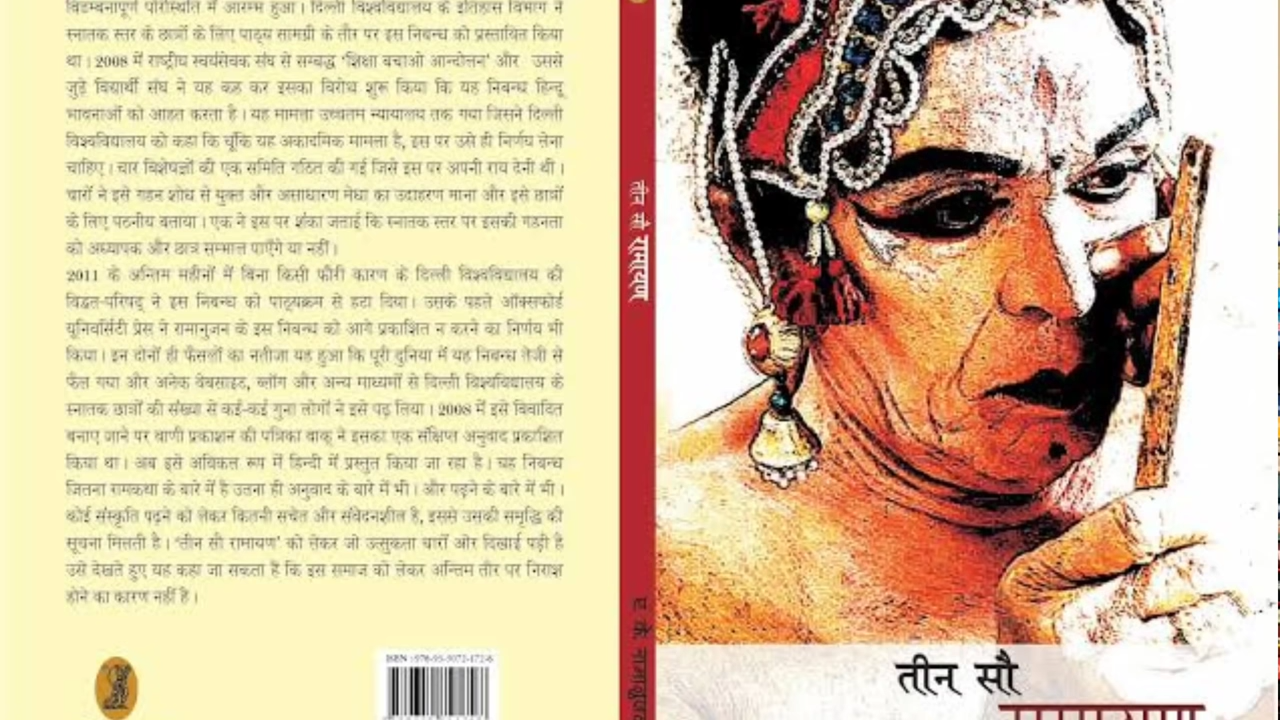 विडम्बनापूर्ण परिस्थिति में आरम्भ हुआ। दिल्ली विश्वविद्यालय के इतिहास विभाग ने
स्नातक स्तर के छात्रों के लिए पाठ्य सामग्री के तौर पर इस निबन्ध को प्रस्तावित किया
था। 2008 में राष्ट्रीय स्वयंसेवक संघ से सम्बद्ध 'शिक्षा बचाओ आन्दोलन' और उससे
जुड़े विद्यार्थी संघ ने यह कह कर इसका विरोध शुरू किया कि यह निबन्ध हिन्दू
भावनाओं को आहत करता है। यह मामला उच्चतम न्यायालय तक गया जिसने दिल्ली
विश्वविद्यालय को कहा कि चूँकि यह अकादमिक मामला है, इस पर उसे ही निर्णय लेना
चाहिए। चार विशेषज्ञों की एक समिति गठित की गई जिसे इस पर अपनी राय देनी थी।
चारों ने इसे गहन शोध से युक्त और असाधारण मेधा का उदाहरण माना और इसे छात्रों
के लिए पठनीय बताया। एक ने इस पर शंका जताई कि स्नातक स्तर पर इसकी गहनता
को अध्यापक और छात्र सम्भाल पाएँगे या नहीं।
2011 के अन्तिम महीनों में बिना किसी फौरी कारण के दिल्ली विश्वविद्यालय की
विद्वत-परिषद् ने इस निबन्ध को पाठ्यक्रम से हटा दिया। उसके पहले ऑक्सफोर्ड
यूनिवर्सिटी प्रेस ने रामानुजन के इस निबन्ध को आगे प्रकाशित न करने का निर्णय भी
किया। इन दोनों ही फैसलों का नतीजा यह हुआ कि पूरी दुनिया में यह निबन्ध तेजी से
फैल गया और अनेक वेबसाइट, ब्लॉग और अन्य माध्यमों से दिल्ली विश्वविद्यालय के
स्नातक छात्रों की संख्या से कई-कई गुना लोगों ने इसे पढ़ लिया। 2008 में इसे विवादित
बनाए जाने पर वाणी प्रकाशन की पत्रिका वाक् ने इसका एक संक्षिप्त अनुवाद प्रकाशित
किया था। अब इसे अविकल रूप में हिन्दी में प्रस्तुत किया जा रहा है। यह निबन्ध
जितना रामकथा के बारे में है उतना ही अनुवाद के बारे में भी। और पढ़ने के बारे में भी।
कोई संस्कृति पढ़ने को लेकर कितनी सचेत और संवेदनशील है, इससे उसकी समृद्धि की
सूचना मिलती है। 'तीन सौ रामायण' को लेकर जो उत्सुकता चारों ओर दिखाई पड़ी है
उसे देखते हुए यह कहा जा सकता है कि इस समाज को लेकर अन्तिम तौर पर निराश
होने का कारण नहीं है।
ISBN : 978-93-5072-172-8
तीन सौ रामायण
ए. के.
तीन सौ
रामायण